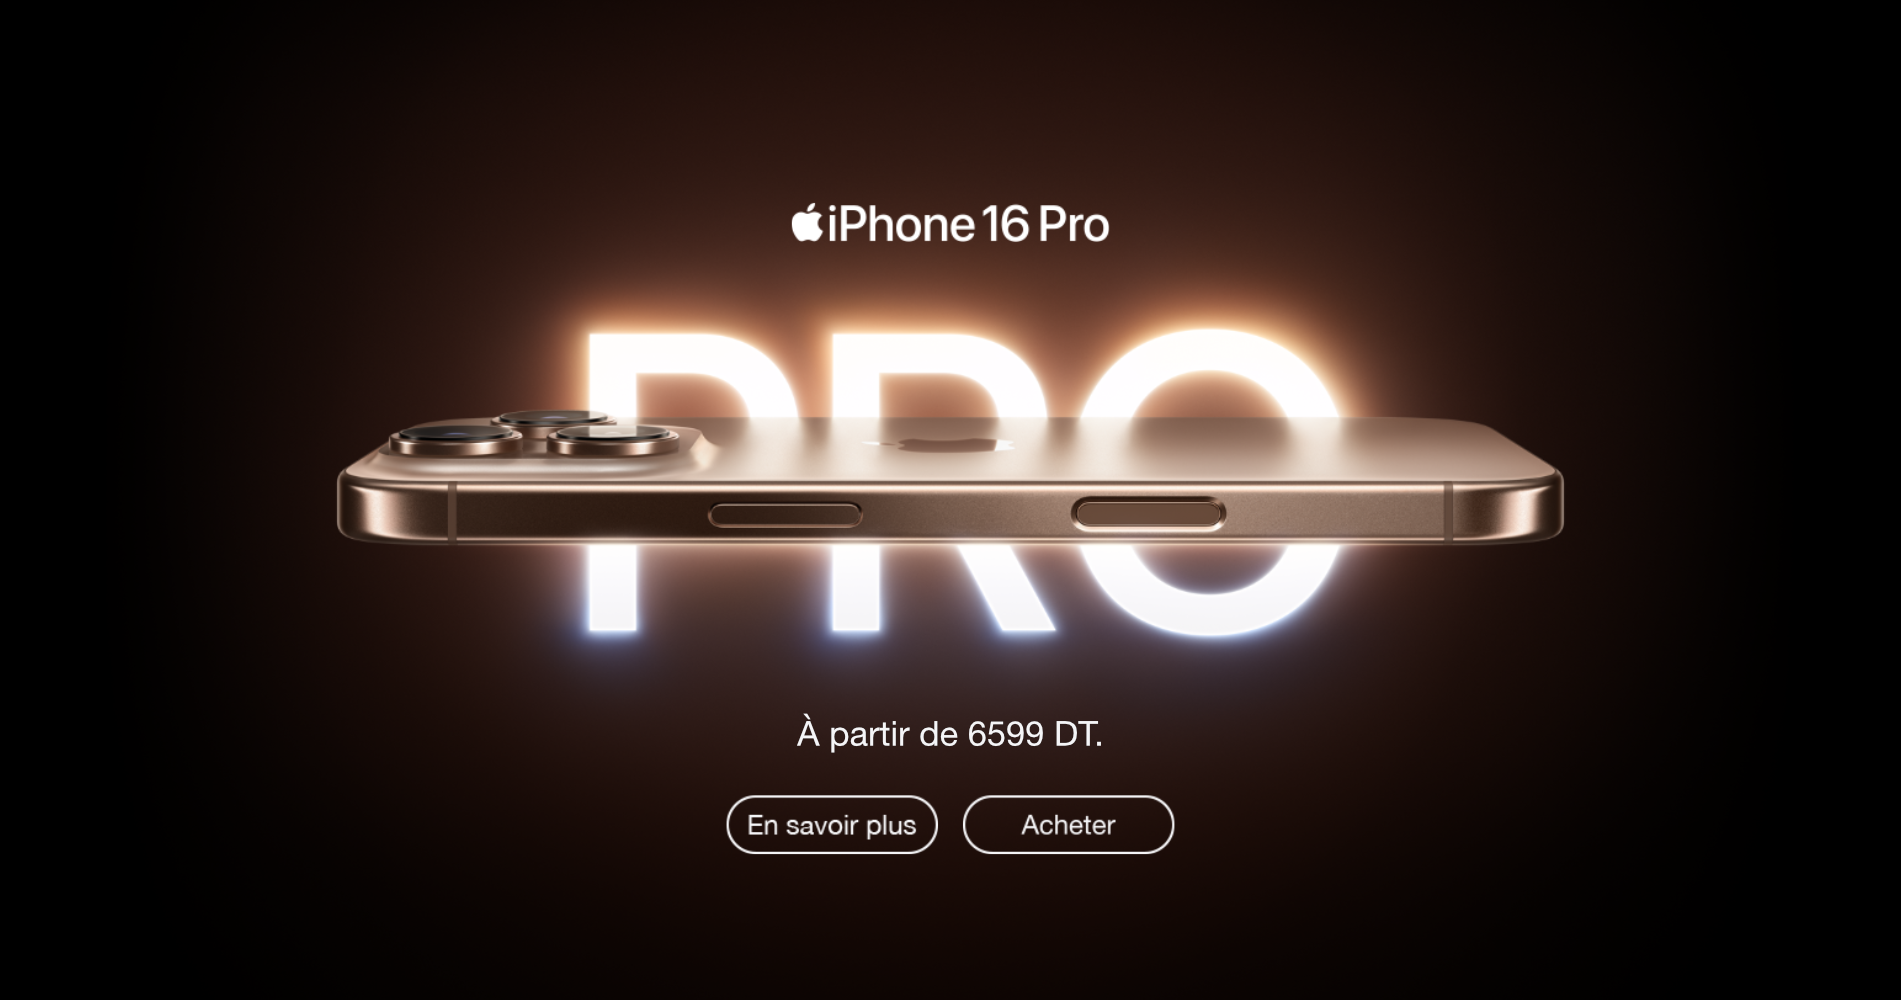 iPhone 16 Pro
PRO
À partir de 6599 DT.
En savoir plus
Acheter